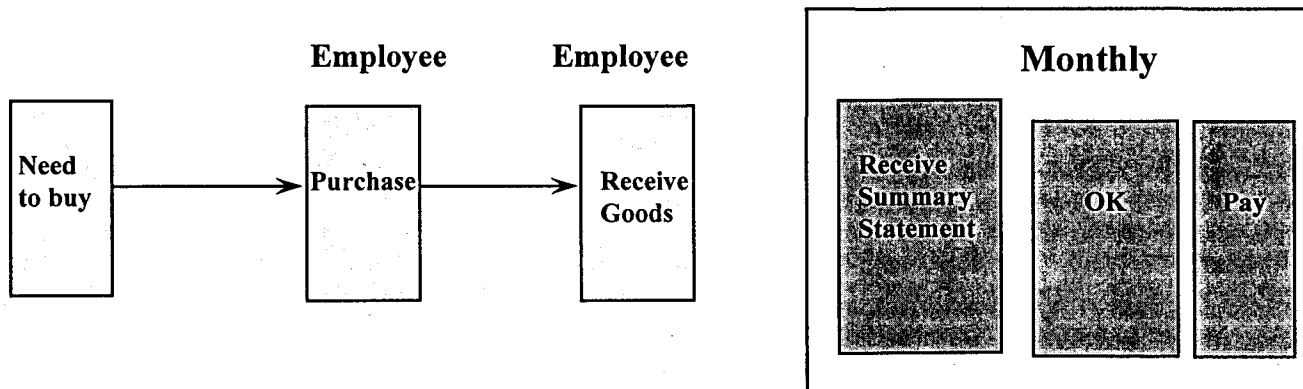 Employee
Employee
Need
to buy
Purchase
Receive
Goods
Monthly
Receive
Summary
Statement
OK
Pay